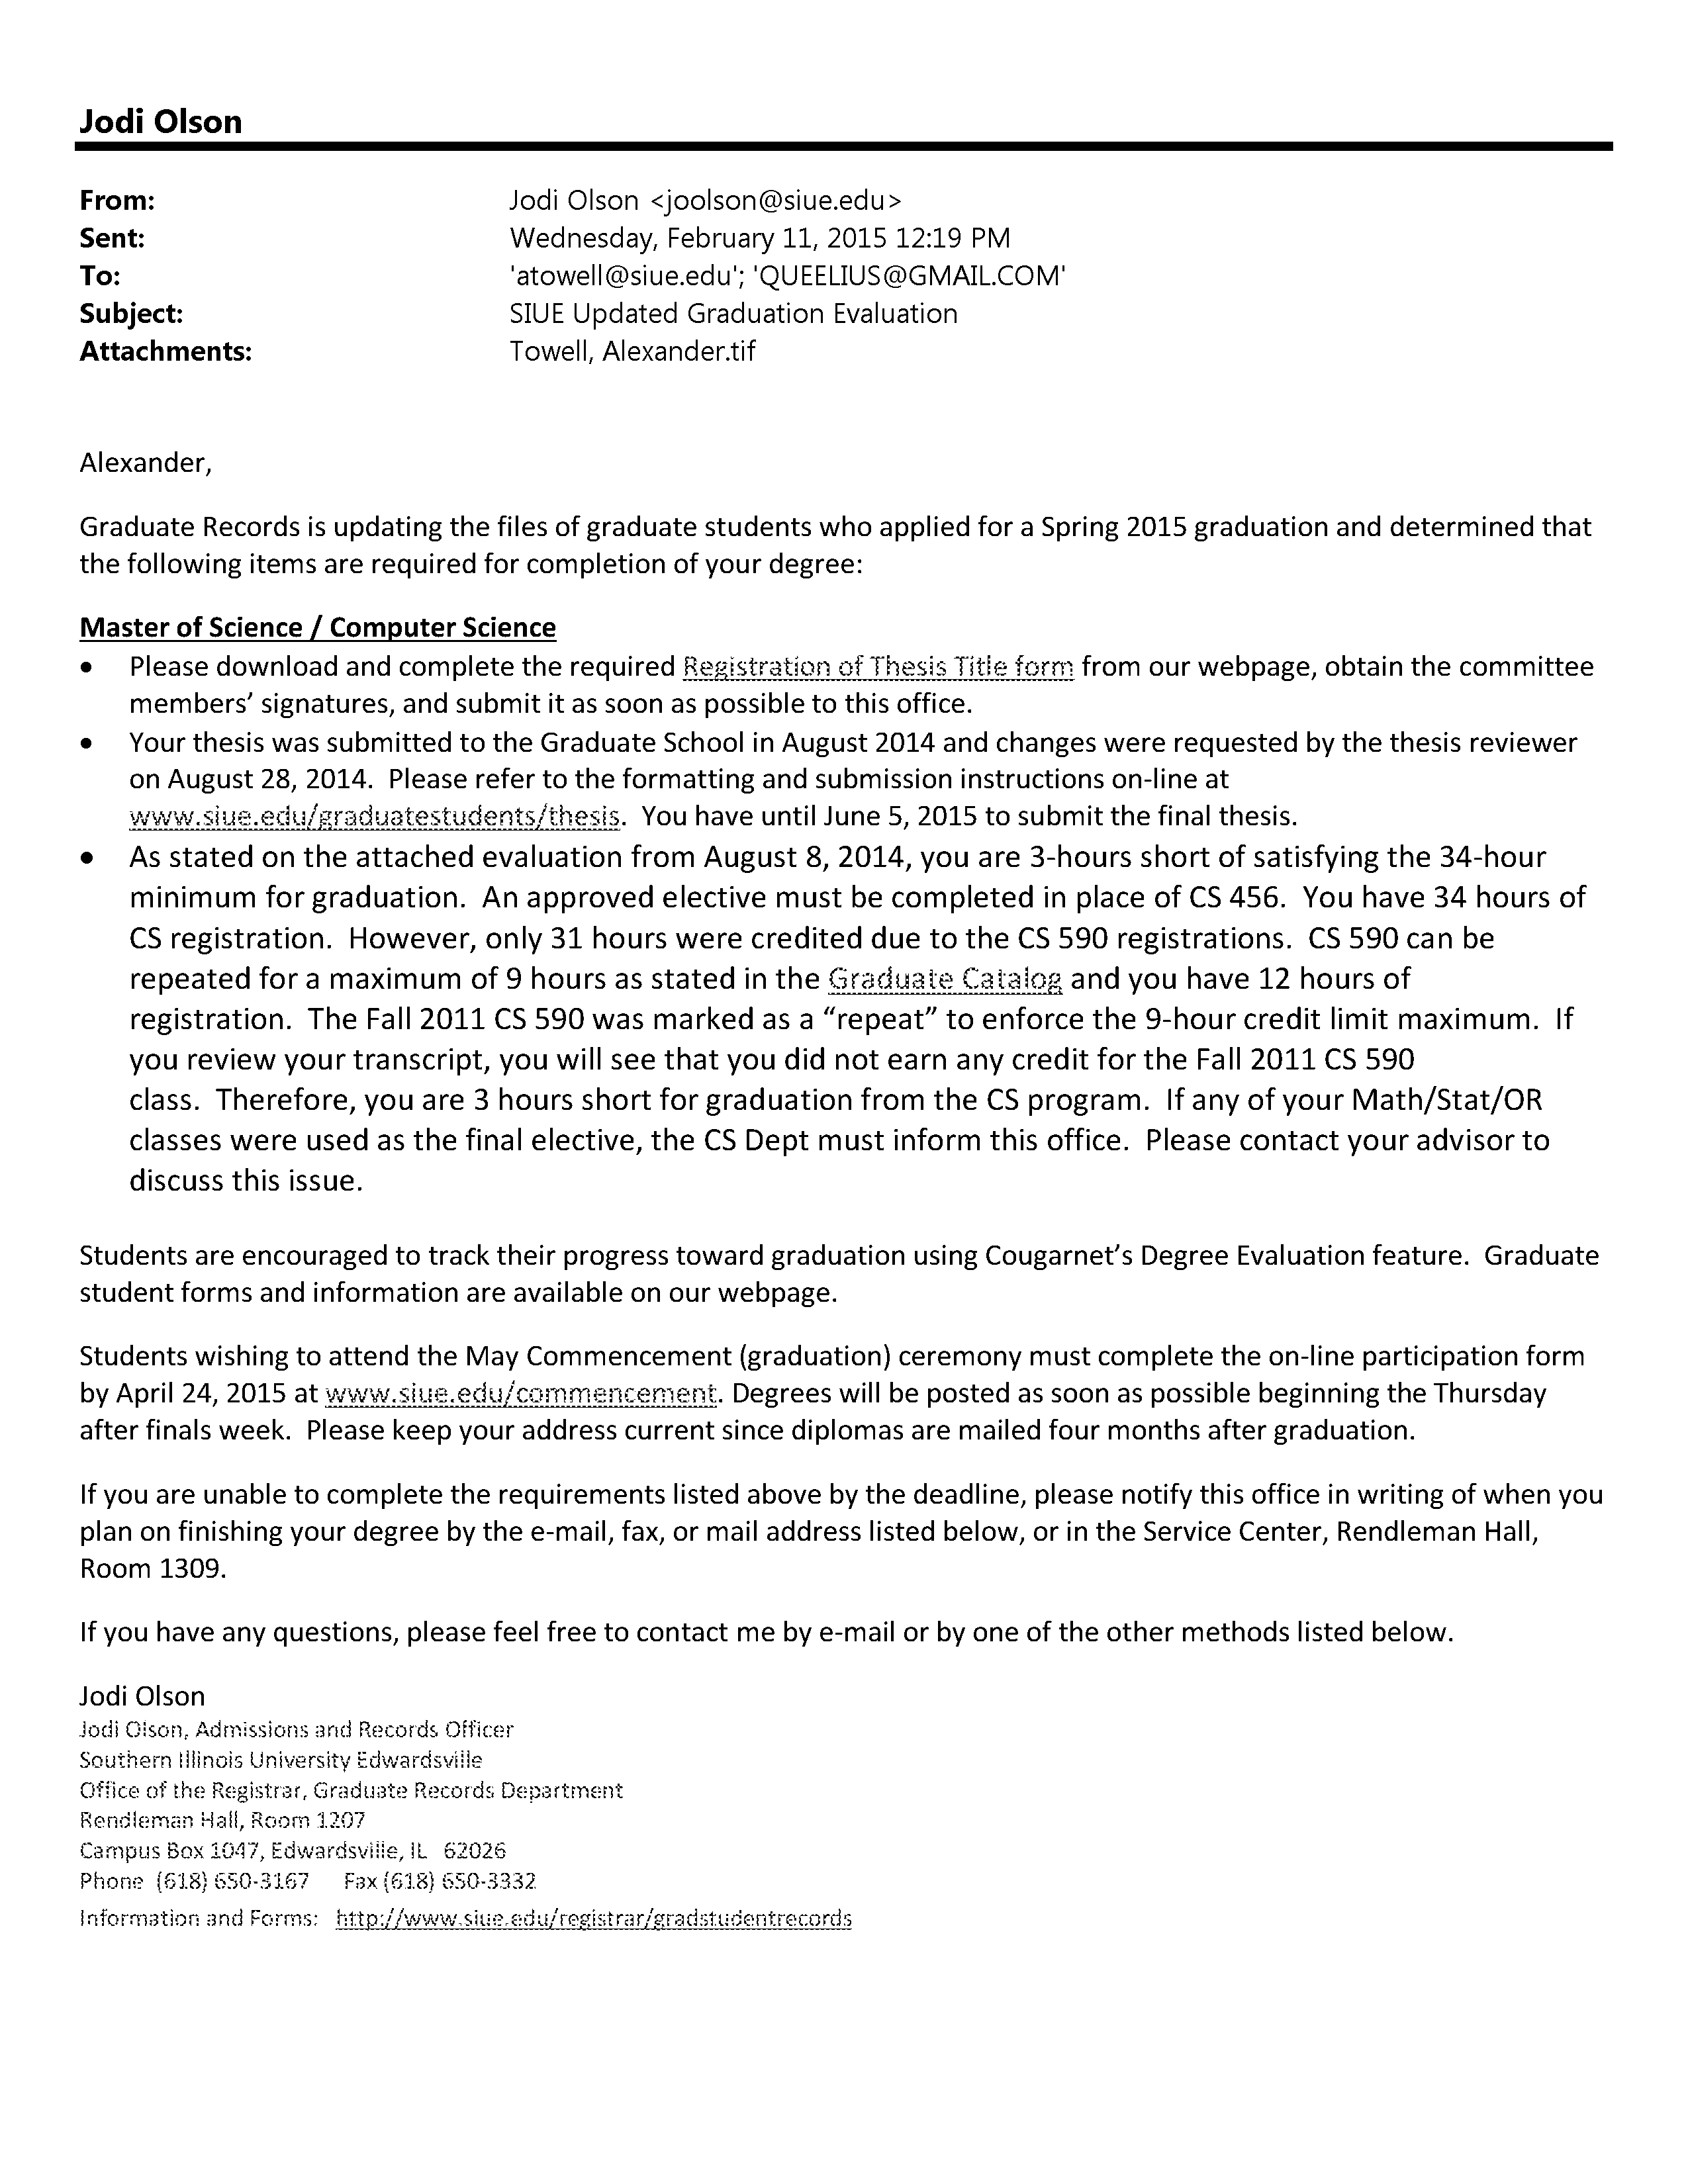 Jodi Olson
From: Jodi Olson <joolson@siue.edu>
Sent: Wednesday, February 11, 2015 12:19 PM
To: 'atowell@siue.edu'; 'QUEELIUS@GMAIL.COM'
Subject: SIUE Updated Graduation Evaluation
Attachments: Towell, Alexander.tif
Alexander,
Graduate Records is updating the files of graduate students who applied for a Spring 2015 graduation and determined that
the following items are required for completion of your degree:
Master of Science / Computer Science
• Please download and complete the required Registration of Thesis Title form from our webpage, obtain the committee
members’ signatures, and submit it as soon as possible to this office.
• Your thesis was submitted to the Graduate School in August 2014 and changes were requested by the thesis reviewer
on August 28, 2014.  Please refer to the formatting and submission instructions on-line at
www.siue.edu/graduatestudents/thesis.  You have until June 5, 2015 to submit the final thesis.
• As stated on the attached evaluation from August 8, 2014, you are 3-hours short of satisfying the 34-hour
minimum for graduation.  An approved elective must be completed in place of CS 456.  You have 34 hours of
CS registration.  However, only 31 hours were credited due to the CS 590 registrations.  CS 590 can be
repeated for a maximum of 9 hours as stated in the Graduate Catalog and you have 12 hours of
registration.  The Fall 2011 CS 590 was marked as a “repeat” to enforce the 9-hour credit limit maximum.  If
you review your transcript, you will see that you did not earn any credit for the Fall 2011 CS 590
class.  Therefore, you are 3 hours short for graduation from the CS program.  If any of your Math/Stat/OR
classes were used as the final elective, the CS Dept must inform this office.  Please contact your advisor to
discuss this issue.
Students are encouraged to track their progress toward graduation using Cougarnet’s Degree Evaluation feature.  Graduate
student forms and information are available on our webpage.
Students wishing to attend the May Commencement (graduation) ceremony must complete the on-line participation form
by April 24, 2015 at www.siue.edu/commencement. Degrees will be posted as soon as possible beginning the Thursday
after finals week.  Please keep your address current since diplomas are mailed four months after graduation.
If you are unable to complete the requirements listed above by the deadline, please notify this office in writing of when you
plan on finishing your degree by the e-mail, fax, or mail address listed below, or in the Service Center, Rendleman Hall,
Room 1309.
If you have any questions, please feel free to contact me by e-mail or by one of the other methods listed below.
Jodi Olson
Jodi Olson, Admissions and Records Officer
Southern Illinois University Edwardsville
Office of the Registrar, Graduate Records Department
Rendleman Hall, Room 1207
Campus Box 1047, Edwardsville, IL  62026
Phone  (618) 650-3167    Fax (618) 650-3332
Information and Forms:  http://www.siue.edu/registrar/gradstudentrecords